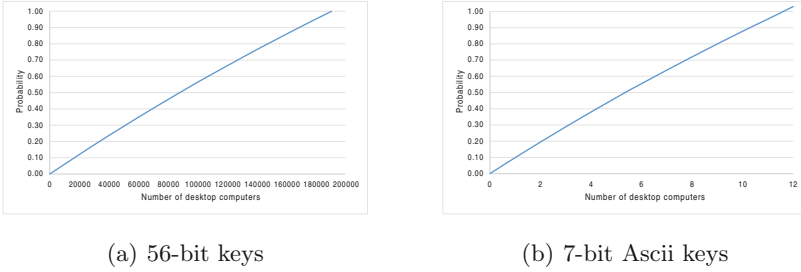 1.00
0.90
0.80
0.70
0.60
0.50
0.40
0.30
0.20
0.10
0.00
Probability
0 20000 40000 60000 80000 100000 120000 140000 160000 180000 200000
Number of desktop computers
(a) 56-bit keys
1.00
0.90
0.80
0.70
0.60
0.50
0.40
0.30
0.20
0.10
0.00
Probability
0 2 4 6 8 10 12
Number of desktop computers
(b) 7-bit Ascii keys